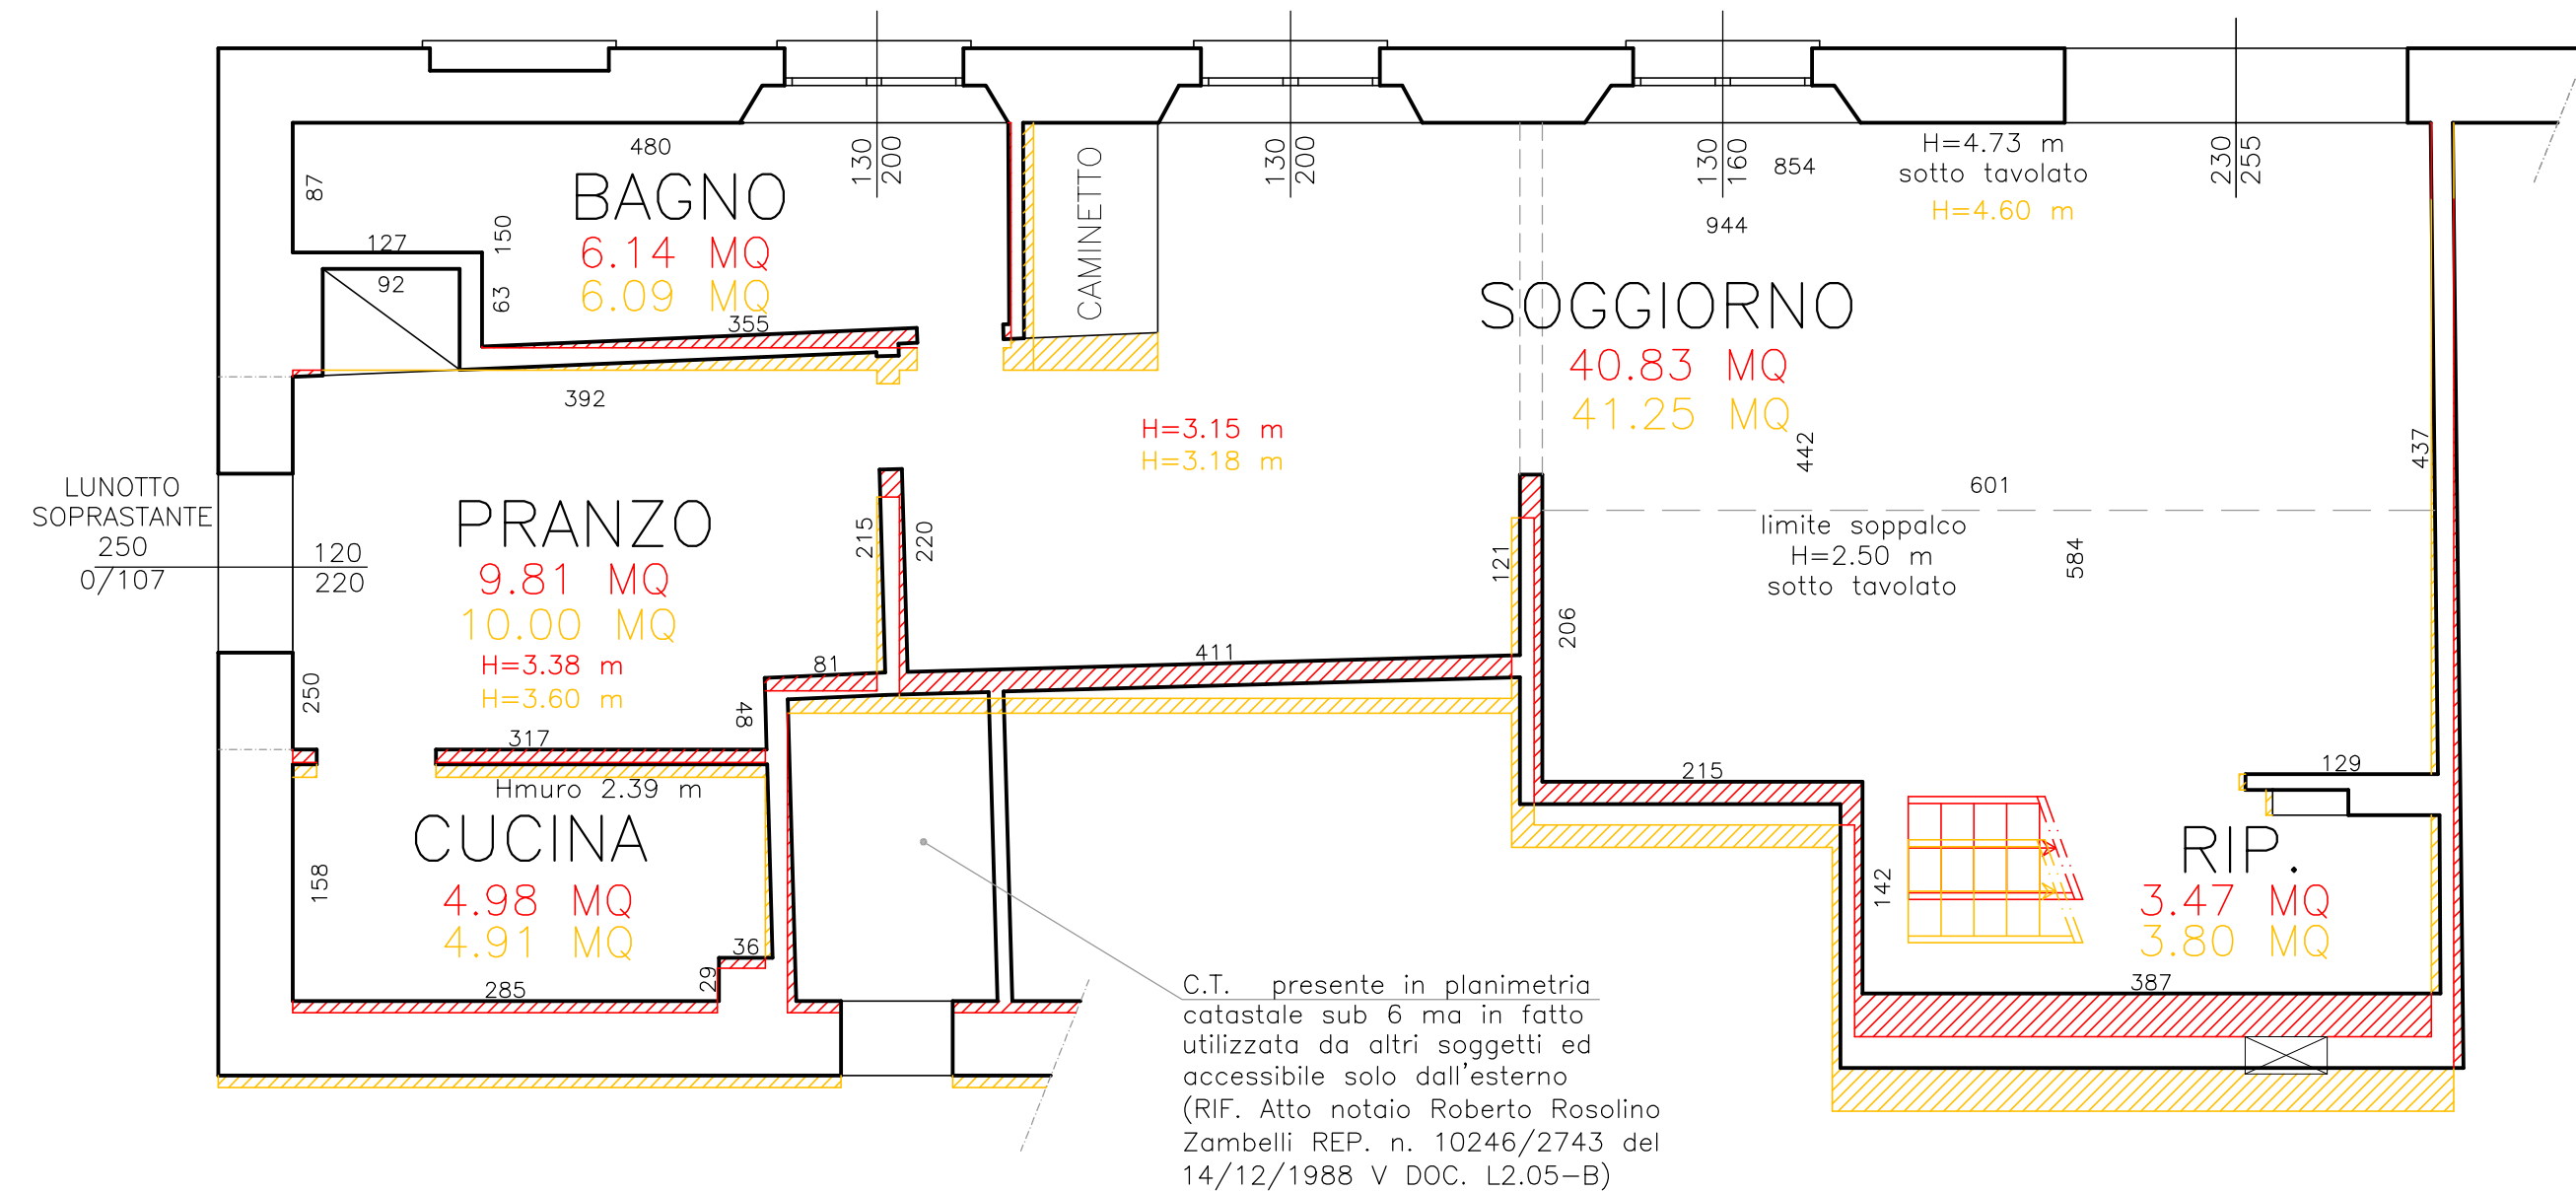 480
130
200
130
200
130
160
854
H=4.73 m
sotto tavolato
H=4.60 m
230
255
87
BAGNO
6.14 MQ
6.09 MQ
CAMINETTO
944
127
150
92
63
355
SOGGIORNO
40.83 MQ
41.25 MQ
392
H=3.15 m
H=3.18 m
442
437
601
LUNOTTO
SOPRASTANTE
250
0/107
120
220
PRANZO
9.81 MQ
10.00 MQ
H=3.38 m
H=3.60 m
215
220
121
206
limite soppalco
H=2.50 m
sotto tavolato
584
250
81
48
411
317
Hmuro 2.39 m
215
129
CUCINA
4.98 MQ
4.91 MQ
158
36
29
285
142
RIP.
3.47 MQ
3.80 MQ
387
C.T. presente in planimetria
catastale sub 6 ma in fatto
utilizzata da altri soggetti ed
accessibile solo dall'esterno
(RIF. Atto notaio Roberto Rosolino
Zambelli REP. n. 10246/2743 del
14/12/1988 V DOC. L2.05-B)